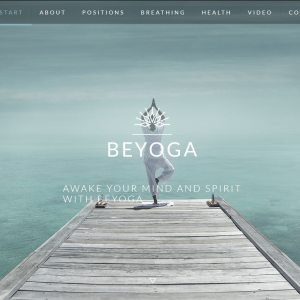 START ABOUT POSITIONS BREATHING HEALTH VIDEO CO
BEYOGA
AWAKE YOUR MIND AND SPIRIT
WITH BEYOGA